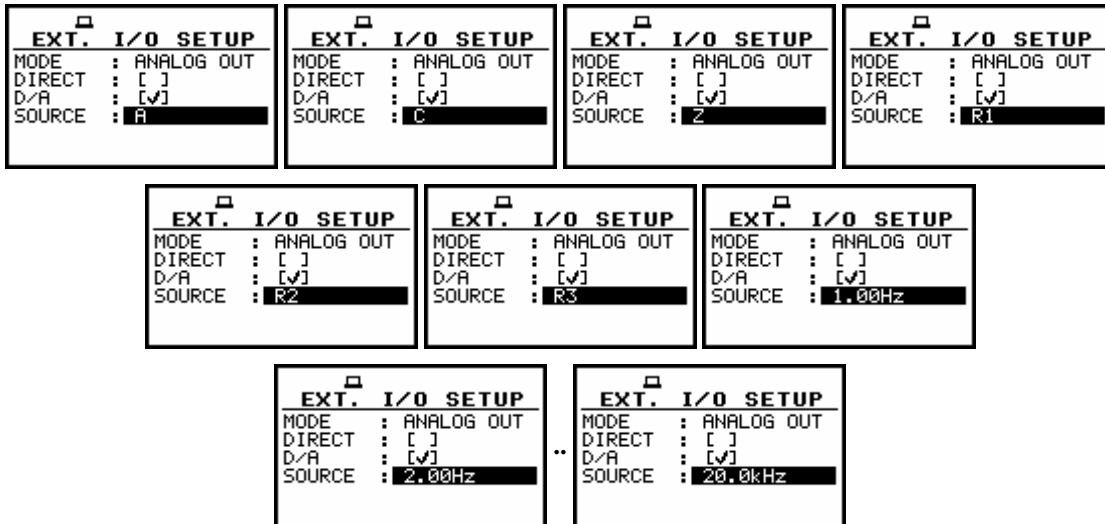 EXT. I/O SETUP
MODE : ANALOG OUT
DIRECT : [ ]
D/A : [✓]
SOURCE : A
EXT. I/O SETUP
MODE : ANALOG OUT
DIRECT : [ ]
D/A : [✓]
SOURCE : C
EXT. I/O SETUP
MODE : ANALOG OUT
DIRECT : [ ]
D/A : [✓]
SOURCE : Z
EXT. I/O SETUP
MODE : ANALOG OUT
DIRECT : [ ]
D/A : [✓]
SOURCE : R1
EXT. I/O SETUP
MODE : ANALOG OUT
DIRECT : [ ]
D/A : [✓]
SOURCE : R2
EXT. I/O SETUP
MODE : ANALOG OUT
DIRECT : [ ]
D/A : [✓]
SOURCE : R3
EXT. I/O SETUP
MODE : ANALOG OUT
DIRECT : [ ]
D/A : [✓]
SOURCE : 1.00Hz
EXT. I/O SETUP
MODE : ANALOG OUT
DIRECT : [ ]
D/A : [✓]
SOURCE : 2.00Hz
..
EXT. I/O SETUP
MODE : ANALOG OUT
DIRECT : [ ]
D/A : [✓]
SOURCE : 20.0kHz